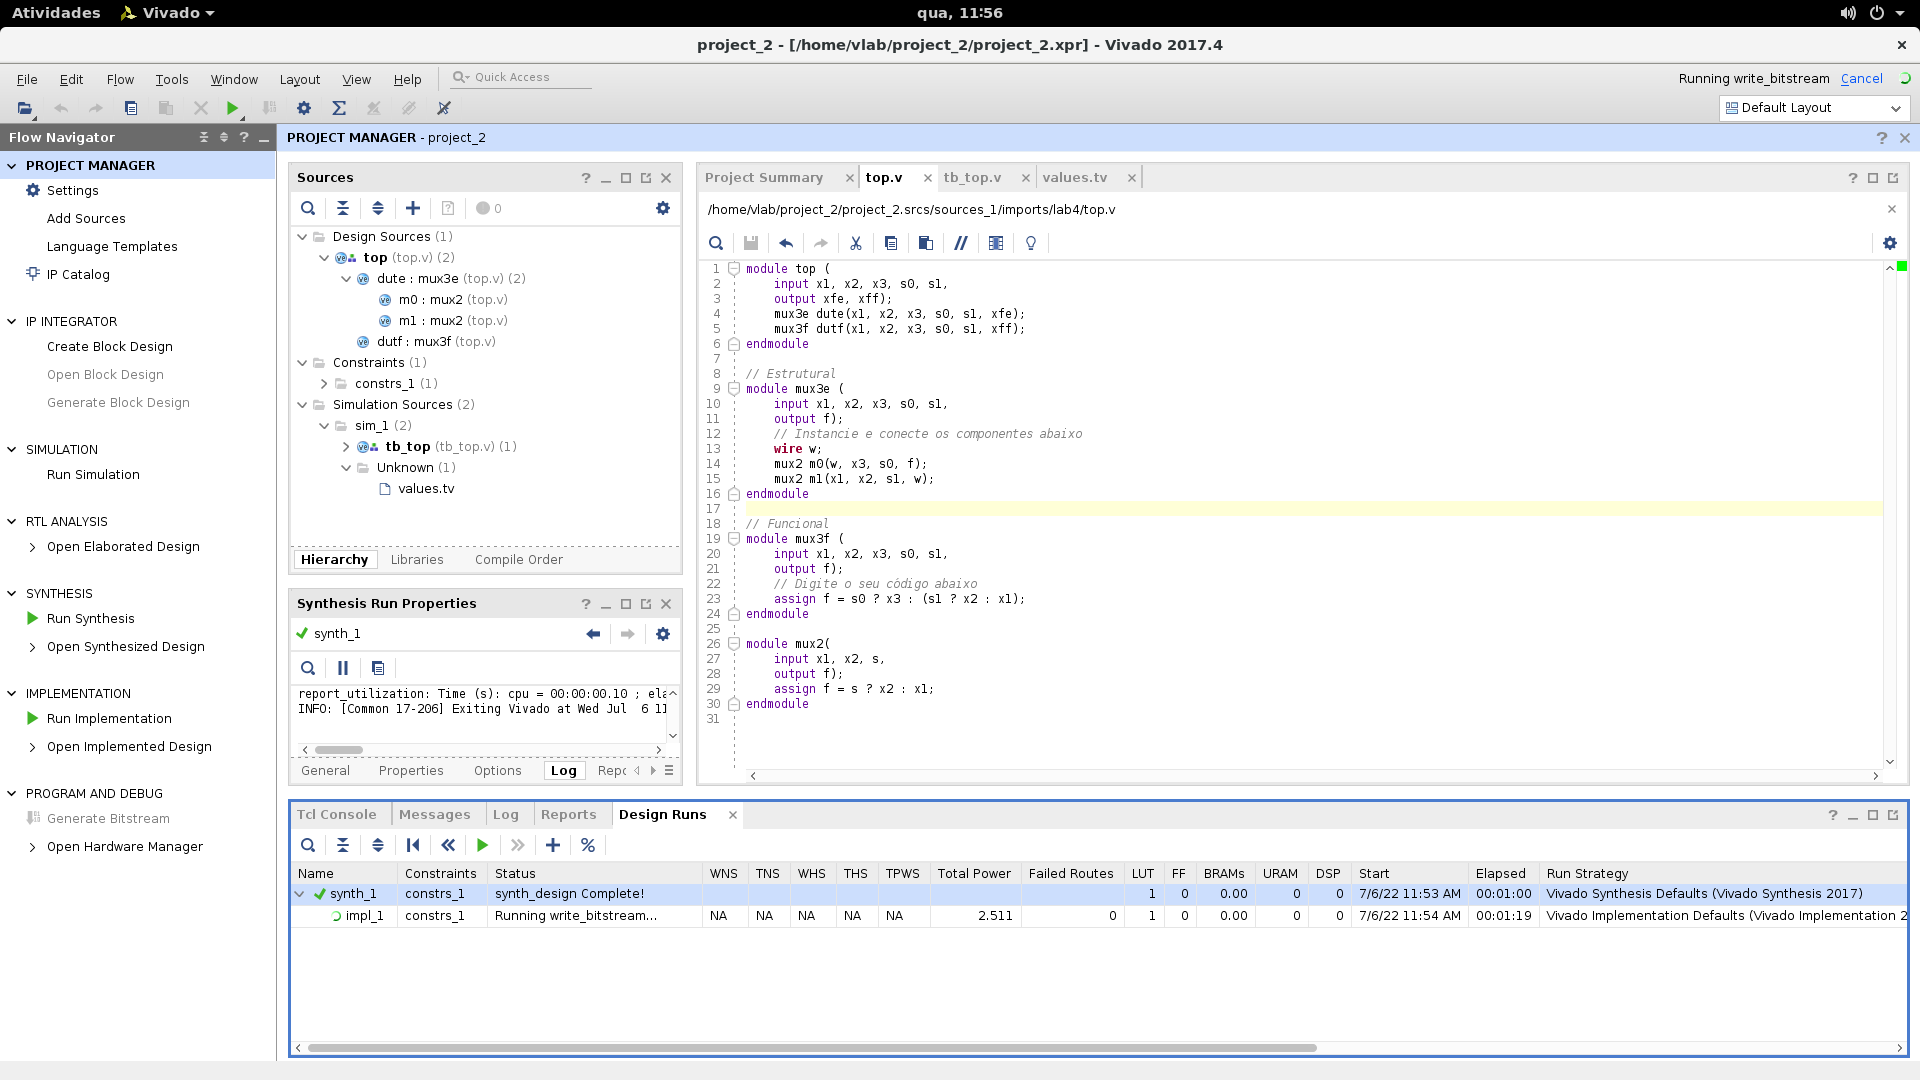 Atividades Vivado qua, 11:56
project_2 - [/home/vlab/project_2/project_2.xpr] - Vivado 2017.4
File Edit Flow Tools Window Layout View Help Quick Access Running write_bitstream Cancel
Default Layout
Flow Navigator
PROJECT MANAGER
Settings
Add Sources
Language Templates
IP Catalog
IP INTEGRATOR
Create Block Design
Open Block Design
Generate Block Design
SIMULATION
Run Simulation
RTL ANALYSIS
Open Elaborated Design
SYNTHESIS
Run Synthesis
Open Synthesized Design
IMPLEMENTATION
Run Implementation
Open Implemented Design
PROGRAM AND DEBUG
Generate Bitstream
Open Hardware Manager
PROJECT MANAGER - project_2
Sources
0
Design Sources (1)
top (top.v) (2)
dute : mux3e (top.v) (2)
m0 : mux2 (top.v)
m1 : mux2 (top.v)
dutf : mux3f (top.v)
Constraints (1)
constrs_1 (1)
Simulation Sources (2)
sim_1 (2)
tb_top (tb_top.v) (1)
Unknown (1)
values.tv
Hierarchy Libraries Compile Order
Synthesis Run Properties
synth_1
report_utilization: Time (s): cpu = 00:00:00.10 ; ela
INFO: [Common 17-206] Exiting Vivado at Wed Jul  6 11
General Properties Options Log Repo
Project Summary top.v tb_top.v values.tv
/home/vlab/project_2/project_2.srcs/sources_1/imports/lab4/top.v
1 module top (
2     input x1, x2, x3, s0, s1,
3     output xfe, xff);
4     mux3e dute(x1, x2, x3, s0, s1, xfe);
5     mux3f dutf(x1, x2, x3, s0, s1, xff);
6 endmodule
7
8 // Estrutural
9 module mux3e (
10     input x1, x2, x3, s0, s1,
11     output f);
12     // Instancie e conecte os componentes abaixo
13     wire w;
14     mux2 m0(w, x3, s0, f);
15     mux2 m1(x1, x2, s1, w);
16 endmodule
17
18 // Funcional
19 module mux3f (
20     input x1, x2, x3, s0, s1,
21     output f);
22     // Digite o seu código abaixo
23     assign f = s0 ? x3 : (s1 ? x2 : x1);
24 endmodule
25
26 module mux2(
27     input x1, x2, s,
28     output f);
29     assign f = s ? x2 : x1;
30 endmodule
31
Tcl Console Messages Log Reports Design Runs
Name Constraints Status WNS TNS WHS THS TPWS Total Power Failed Routes LUT FF BRAMs URAM DSP Start Elapsed Run Strategy
synth_1 constrs_1 synth_design Complete! 1 0 0.00 0 0 7/6/22 11:53 AM 00:01:00 Vivado Synthesis Defaults (Vivado Synthesis 2017)
impl_1 constrs_1 Running write_bitstream... NA NA NA NA NA 2.511 0 1 0 0.00 0 0 7/6/22 11:54 AM 00:01:19 Vivado Implementation Defaults (Vivado Implementation 2